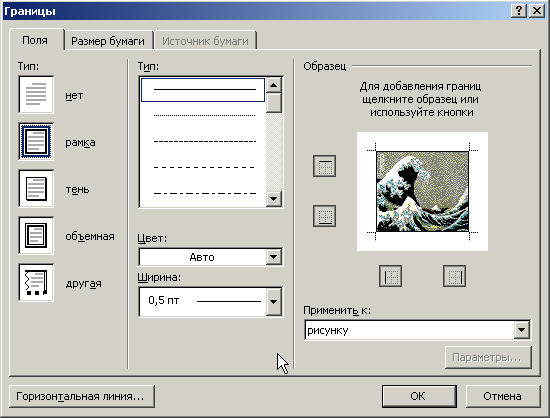 Границы
Поля
Размер бумаги
Источник бумаги
Тип:
нет
рамка
тень
объемная
другая
Тип:
Цвет:
Авто
Ширина:
0,5 пт
Образец
Для добавления границ
щелкните образец или
используйте кнопки
Применить к:
рисунку
Параметры...
Горизонтальная линия...
ОК
Отмена